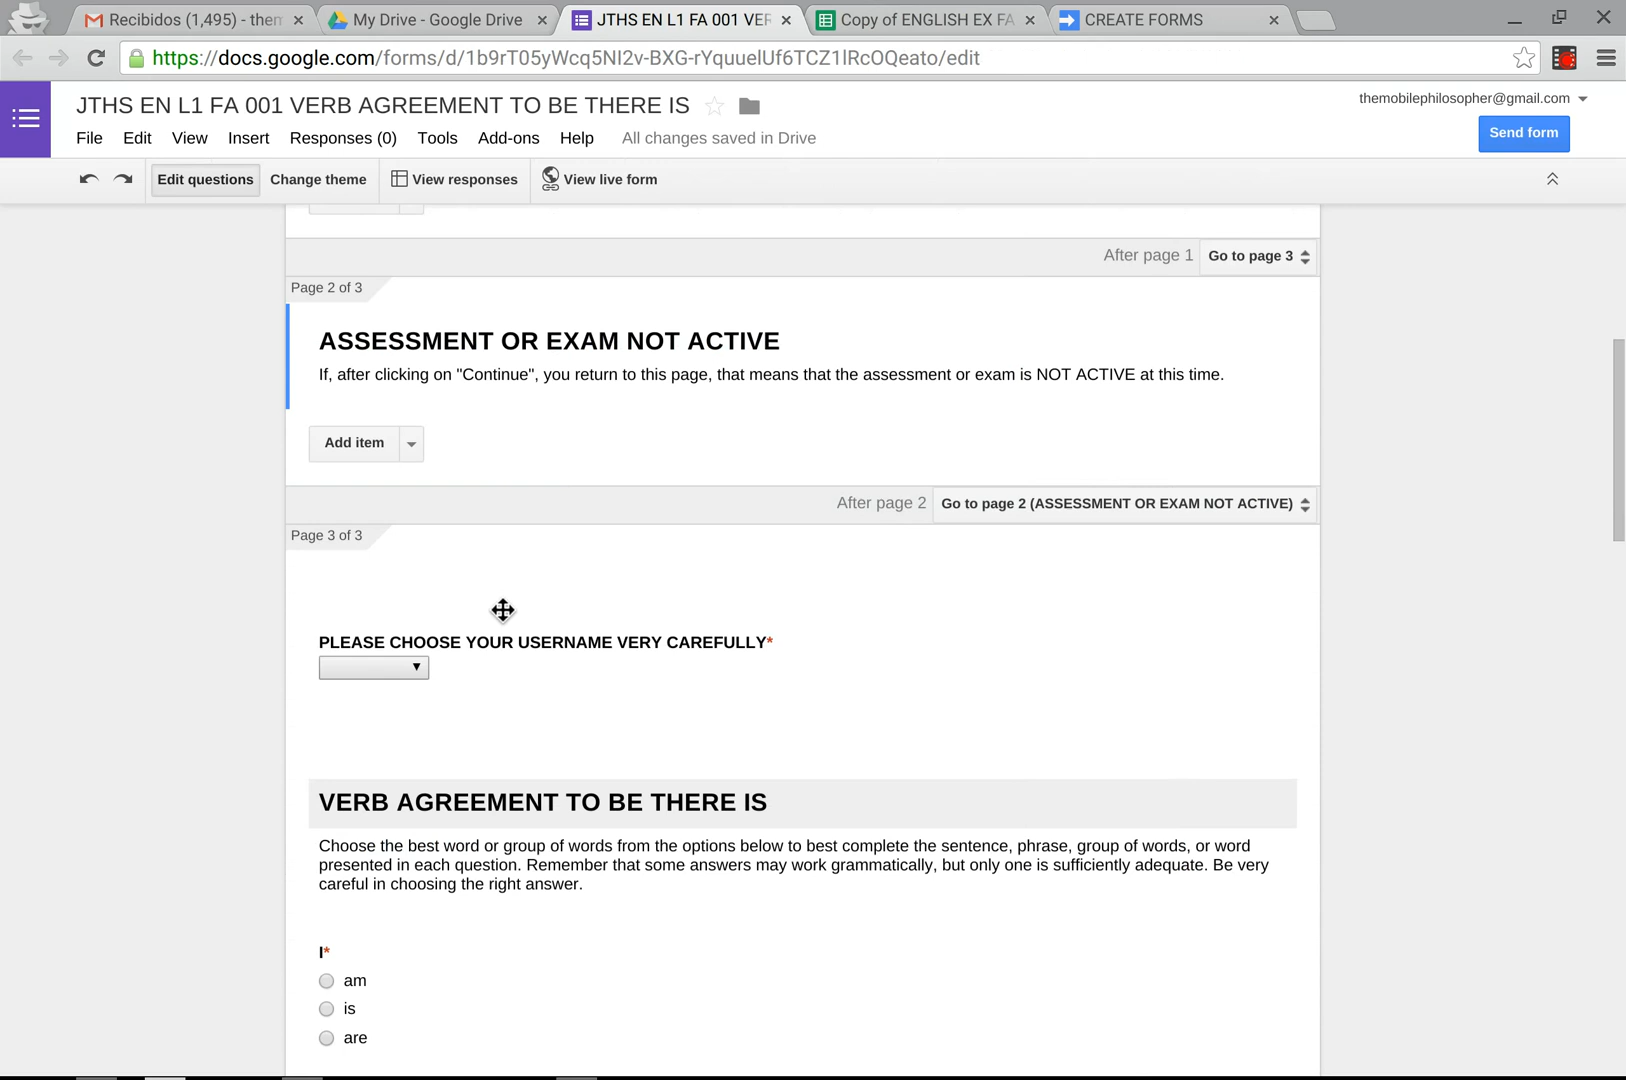 Recibidos (1,495) - them
My Drive - Google Drive
JTHS EN L1 FA 001 VER
Copy of ENGLISH EX FA
CREATE FORMS
https://docs.google.com/forms/d/1b9rT05yWcq5NI2v-BXG-rYquuelUf6TCZ1lRcOQeato/edit
JTHS EN L1 FA 001 VERB AGREEMENT TO BE THERE IS
themobilephilosopher@gmail.com
File Edit View Insert Responses (0) Tools Add-ons Help All changes saved in Drive
Send form
Edit questions Change theme View responses View live form
After page 1 Go to page 3
Page 2 of 3
ASSESSMENT OR EXAM NOT ACTIVE
If, after clicking on "Continue", you return to this page, that means that the assessment or exam is NOT ACTIVE at this time.
Add item
After page 2 Go to page 2 (ASSESSMENT OR EXAM NOT ACTIVE)
Page 3 of 3
PLEASE CHOOSE YOUR USERNAME VERY CAREFULLY*
VERB AGREEMENT TO BE THERE IS
Choose the best word or group of words from the options below to best complete the sentence, phrase, group of words, or word
presented in each question. Remember that some answers may work grammatically, but only one is sufficiently adequate. Be very
careful in choosing the right answer.
I*
am
is
are